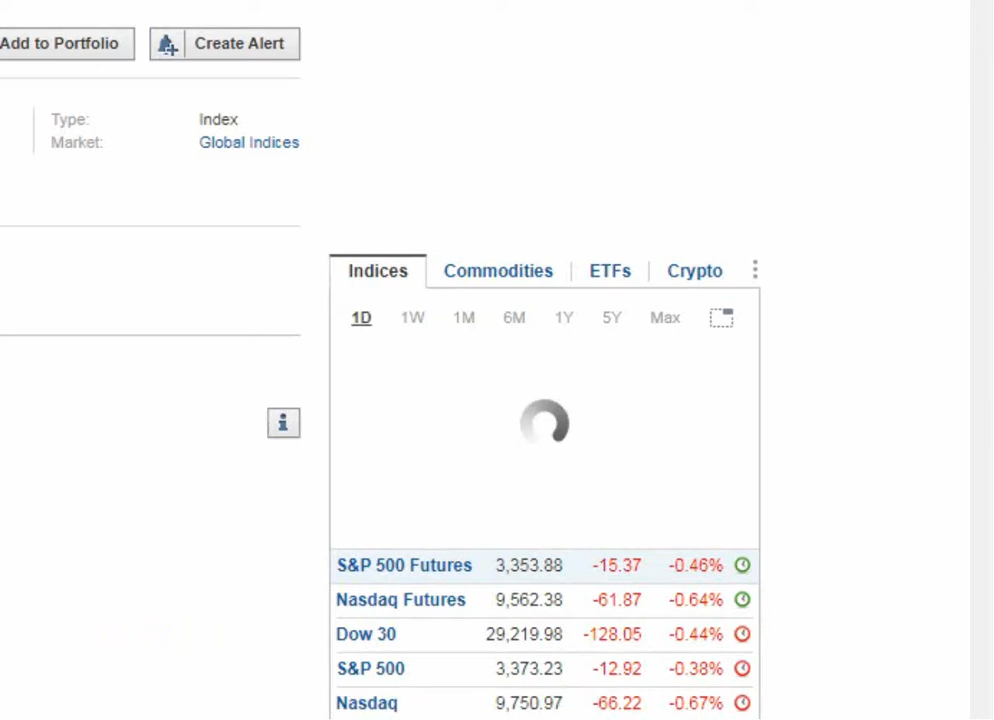 Add to Portfolio Create Alert
Type: Index
Market: Global Indices
Indices Commodities ETFs Crypto
1D 1W 1M 6M 1Y 5Y Max
S&P 500 Futures 3,353.88 -15.37 -0.46%
Nasdaq Futures 9,562.38 -61.87 -0.64%
Dow 30 29,219.98 -128.05 -0.44%
S&P 500 3,373.23 -12.92 -0.38%
Nasdaq 9,750.97 -66.22 -0.67%